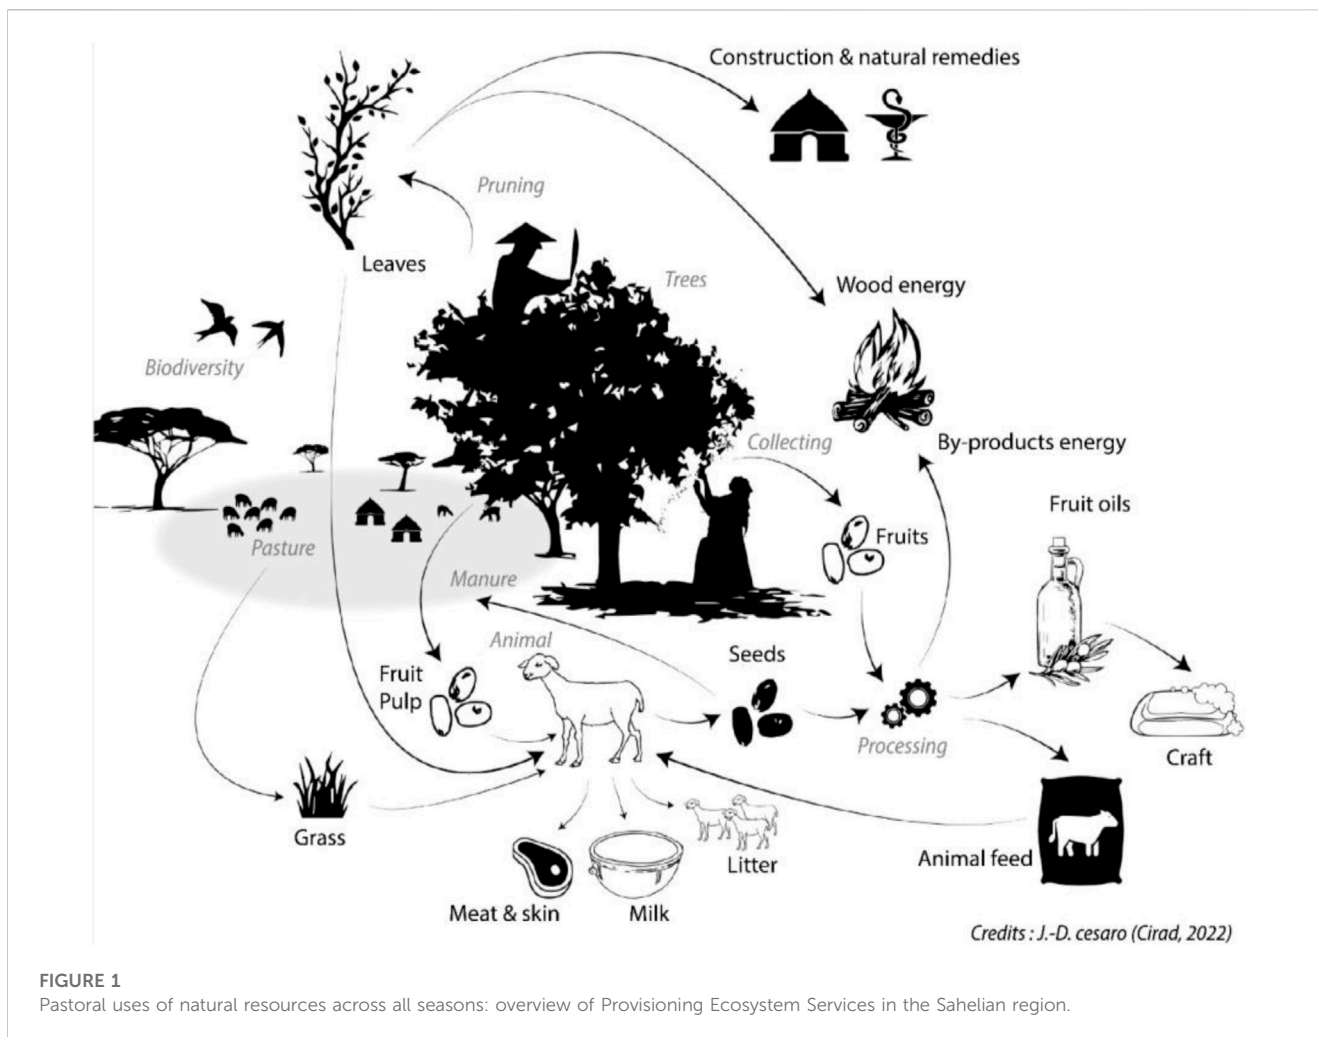 Construction & natural remedies
Pruning
Leaves
Trees
Wood energy
Biodiversity
Collecting
By-products energy
Fruit oils
Fruits
Pasture
Manure
Animal
Seeds
Fruit
Pulp
Processing
Craft
Grass
Litter
Animal feed
Meat & skin
Milk
Credits : J.-D. cesaro (Cirad, 2022)
FIGURE 1
Pastoral uses of natural resources across all seasons: overview of Provisioning Ecosystem Services in the Sahelian region.